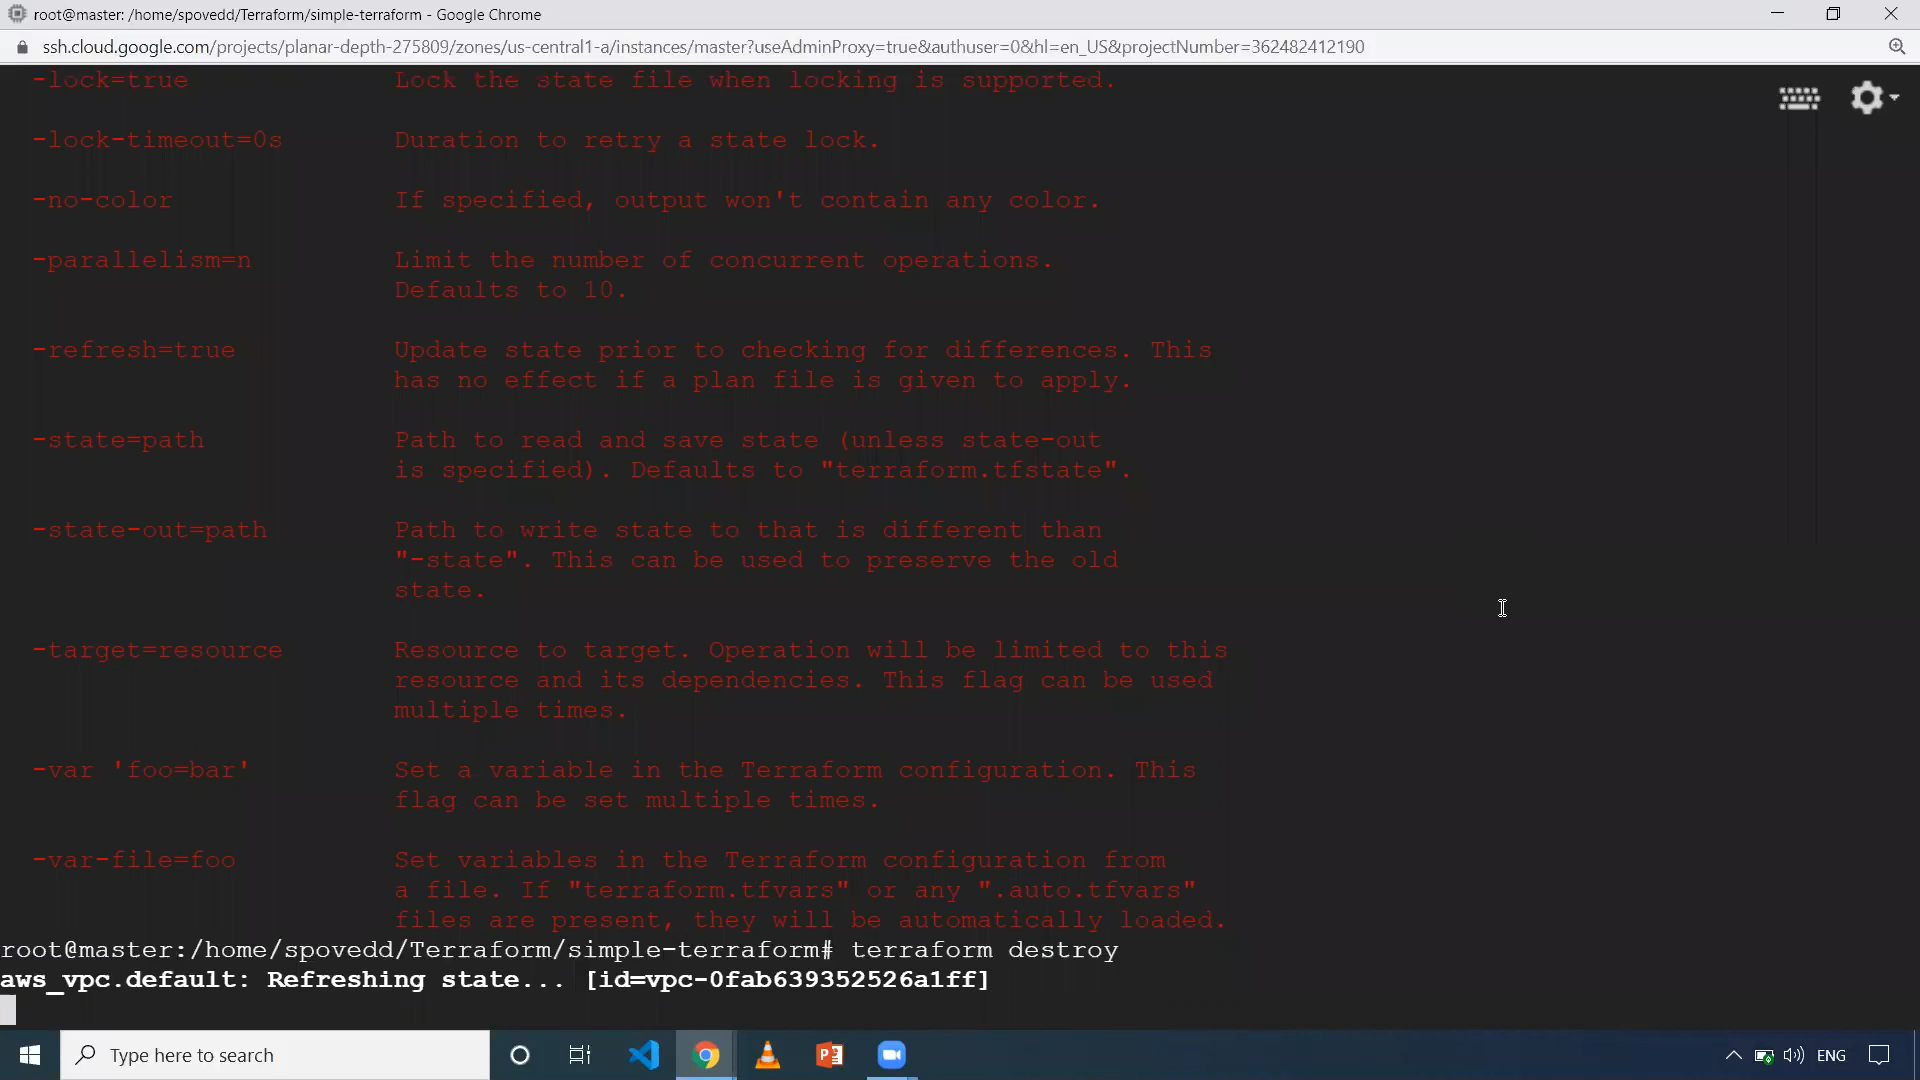 root@master: /home/spovedd/Terraform/simple-terraform - Google Chrome
ssh.cloud.google.com/projects/planar-depth-275809/zones/us-central1-a/instances/master?useAdminProxy=true&authuser=0&hl=en_US&projectNumber=362482412190
-lock=true Lock the state file when locking is supported.
-lock-timeout=0s Duration to retry a state lock.
-no-color If specified, output won't contain any color.
-parallelism=n Limit the number of concurrent operations.
Defaults to 10.
-refresh=true Update state prior to checking for differences. This
has no effect if a plan file is given to apply.
-state=path Path to read and save state (unless state-out
is specified). Defaults to "terraform.tfstate".
-state-out=path Path to write state to that is different than
"-state". This can be used to preserve the old
state.
-target=resource Resource to target. Operation will be limited to this
resource and its dependencies. This flag can be used
multiple times.
-var 'foo=bar' Set a variable in the Terraform configuration. This
flag can be set multiple times.
-var-file=foo Set variables in the Terraform configuration from
a file. If "terraform.tfvars" or any ".auto.tfvars"
files are present, they will be automatically loaded.
root@master:/home/spovedd/Terraform/simple-terraform# terraform destroy
aws_vpc.default: Refreshing state... [id=vpc-0fab639352526a1ff]
Type here to search
ENG